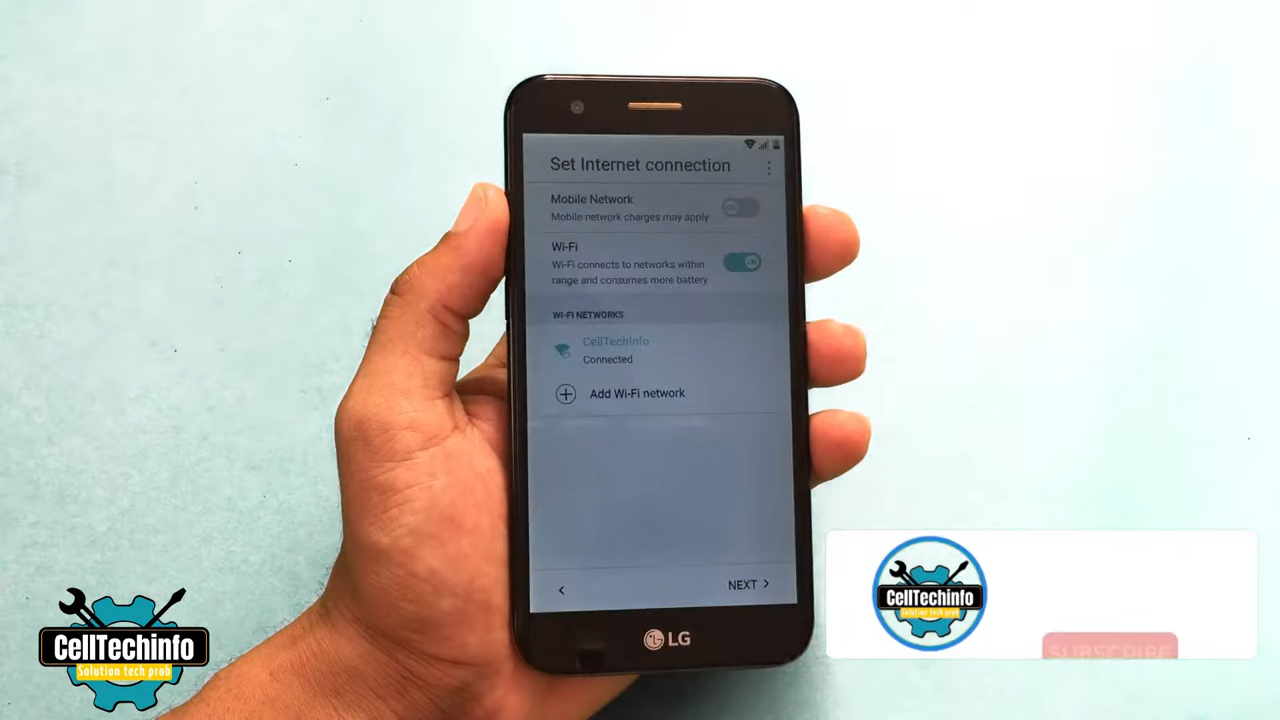 Set Internet connection
Mobile Network
Mobile network charges may apply
Wi-Fi
Wi-Fi connects to networks within
range and consumes more battery
WI-FI NETWORKS
CellTechInfo
Connected
Add Wi-Fi network
NEXT
LG
CellTechinfo
Solution tech prob
CellTechinfo
Solution tech prob
SUBSCRIBE